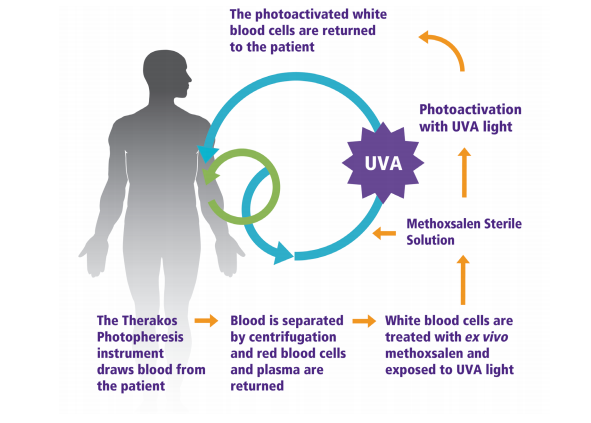 The photoactivated white
blood cells are returned
to the patient
Photoactivation
with UVA light
UVA
Methoxsalen Sterile
Solution
The Therakos
Photopheresis
instrument
draws blood from
the patient
Blood is separated
by centrifugation
and red blood cells
and plasma are
returned
White blood cells are
treated with ex vivo
methoxsalen and
exposed to UVA light